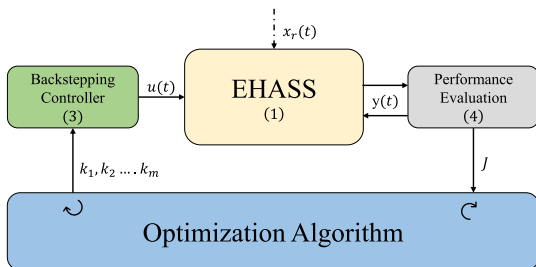 x_r(t)
Backstepping
Controller
(3)
u(t)
EHASS
(1)
y(t)
Performance
Evaluation
(4)
k_1, k_2 .... k_m
J
Optimization Algorithm